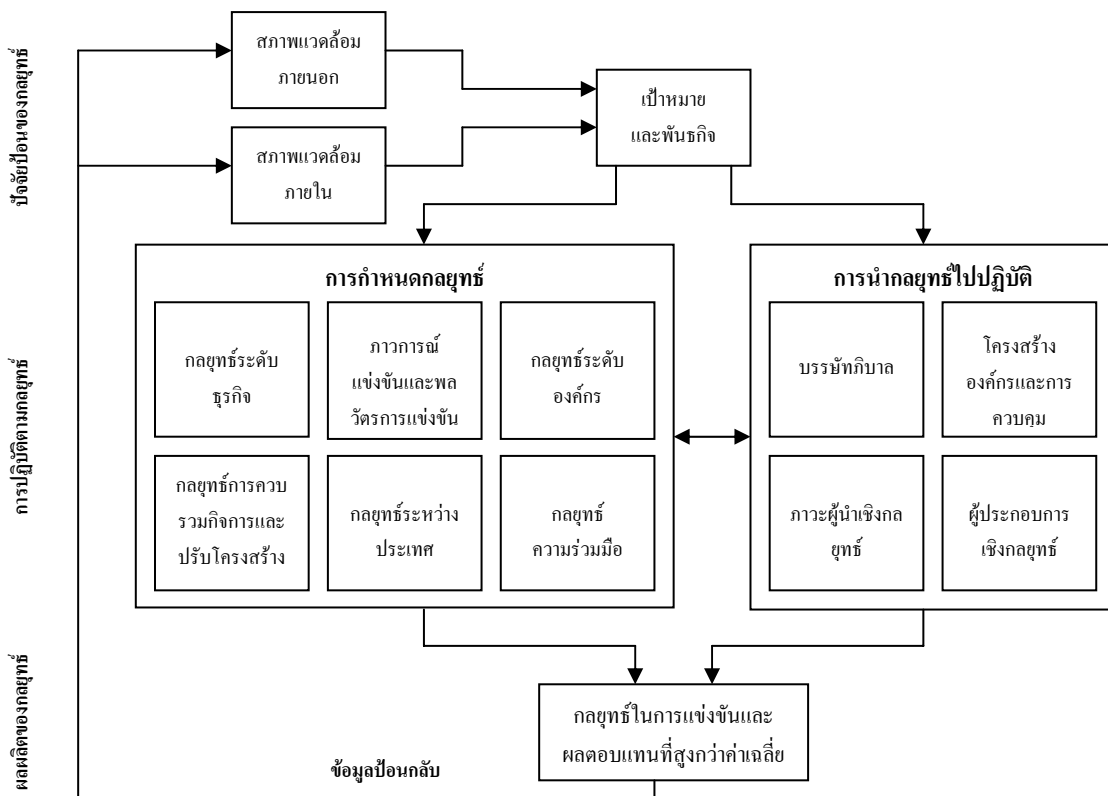 ปัจจัยป้อนของกลยุทธ์
สภาพแวดล้อม
ภายนอก
สภาพแวดล้อม
ภายใน
เป้าหมาย
และพันธกิจ
การปฏิบัติตามกลยุทธ์
การกำหนดกลยุทธ์
กลยุทธ์ระดับ
ธุรกิจ
ภาวการณ์
แข่งขันและพล
วัตรการแข่งขัน
กลยุทธ์ระดับ
องค์กร
กลยุทธ์การควบ
รวมกิจการและ
ปรับโครงสร้าง
กลยุทธ์ระหว่าง
ประเทศ
กลยุทธ์
ความร่วมมือ
การนำกลยุทธ์ไปปฏิบัติ
บรรษัทภิบาล
โครงสร้าง
องค์กรและการ
ควบคุม
ภาวะผู้นำเชิงกล
ยุทธ์
ผู้ประกอบการ
เชิงกลยุทธ์
ผลผลิตของกลยุทธ์
กลยุทธ์ในการแข่งขันและ
ผลตอบแทนที่สูงกว่าค่าเฉลี่ย
ข้อมูลป้อนกลับ